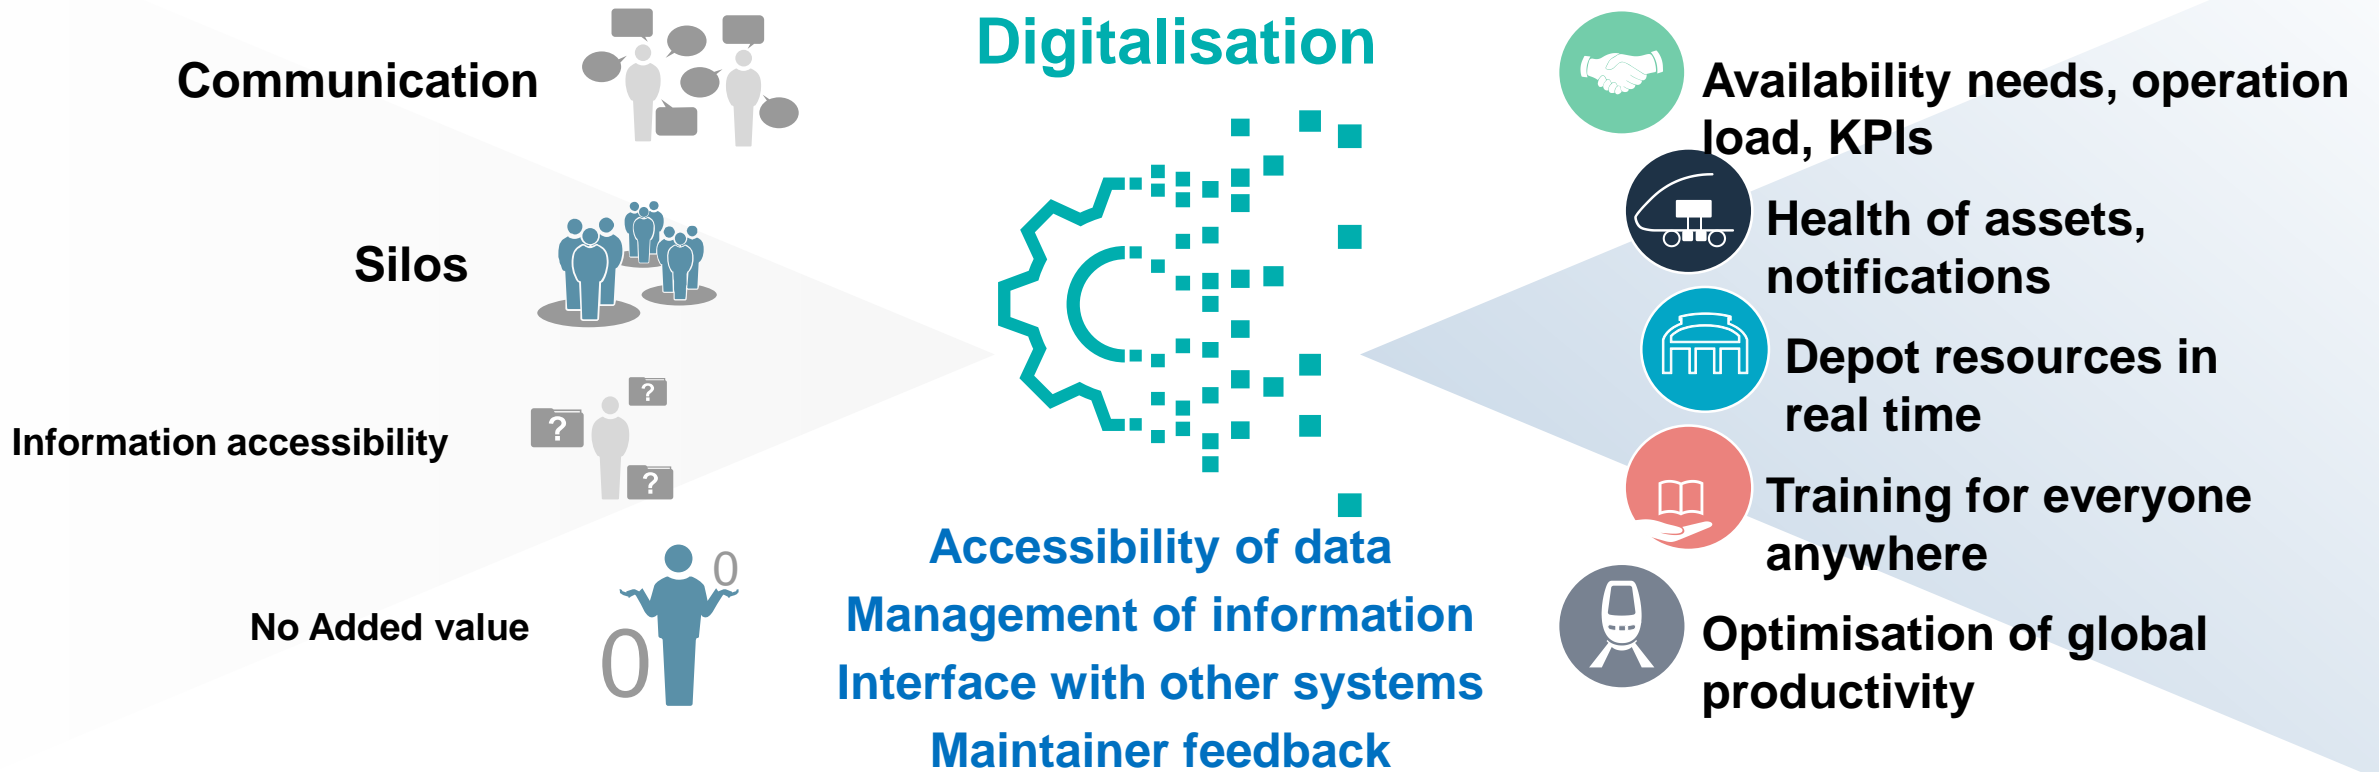 Communication
Silos
Information accessibility
? 
?
?
No Added value
0
0
Digitalisation
Accessibility of data
Management of information
Interface with other systems
Maintainer feedback
Availability needs, operation
load, KPIs
Health of assets,
notifications
Depot resources in
real time
Training for everyone
anywhere
Optimisation of global
productivity